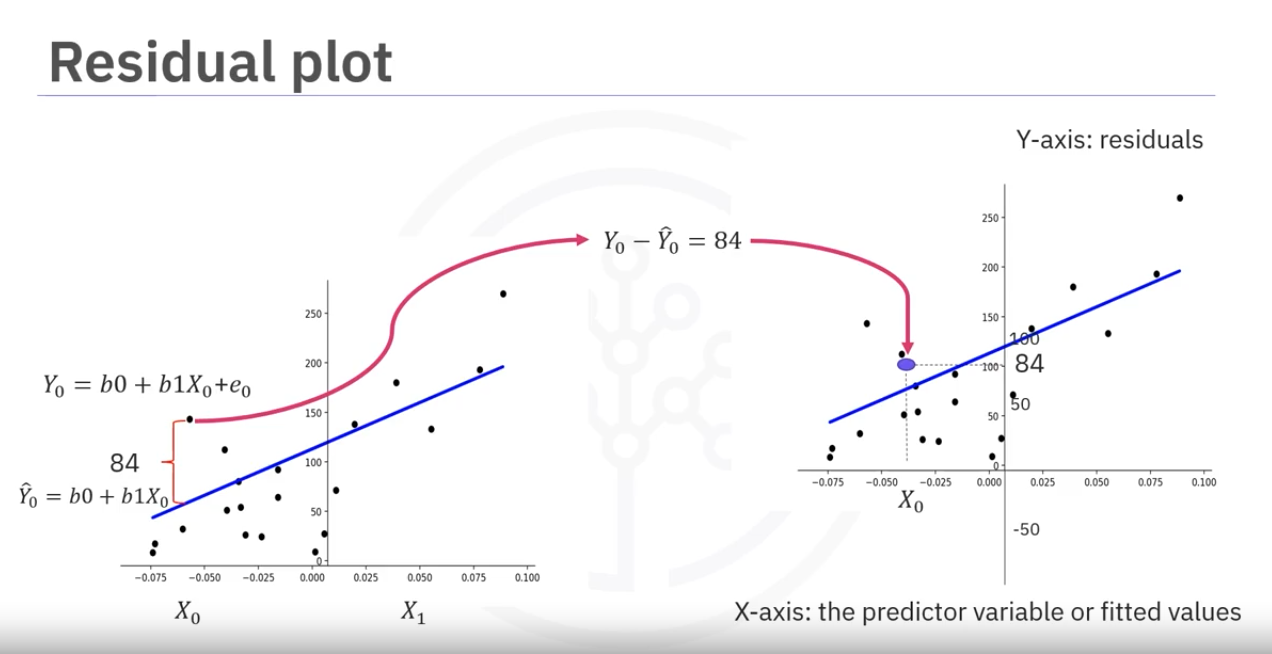 Residual plot
Y-axis: residuals
Y₀ − Ŷ₀ = 84
Y₀ = b0 + b1X₀+e₀
84
Ŷ₀ = b0 + b1X₀
250
200
150
100
50
0
−0.075 −0.050 −0.025 0.000 0.025 0.050 0.075 0.100
X₀ X₁
250
200
150
100
100
84
50
50
0
−0.075 −0.050 −0.025 0.000 0.025 0.050 0.075 0.100
X₀
-50
X-axis: the predictor variable or fitted values